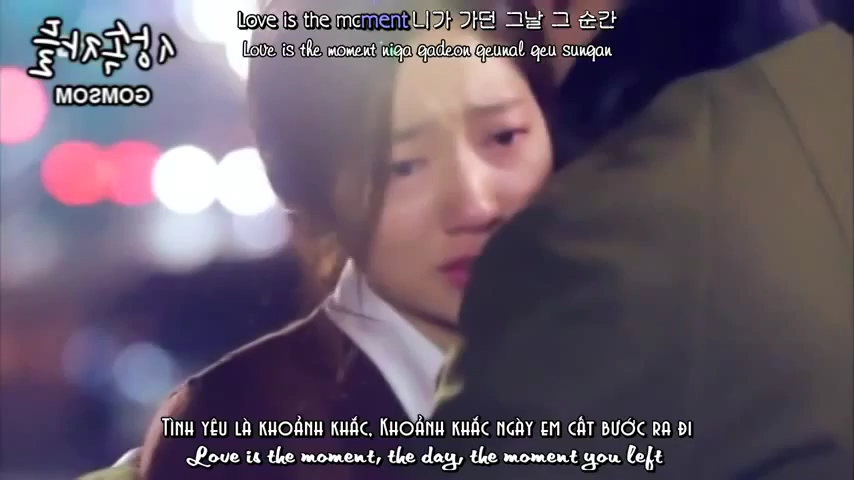 Love is the moment 니가 가던 그날 그 순간
Love is the moment niga gadeon geunal geu sungan
GOMSOM
TÌNH YÊU LÀ KHOẢNH KHẮC, KHOẢNH KHẮC NGÀY EM CẤT BƯỚC RA ĐI
Love is the moment, the day, the moment you left